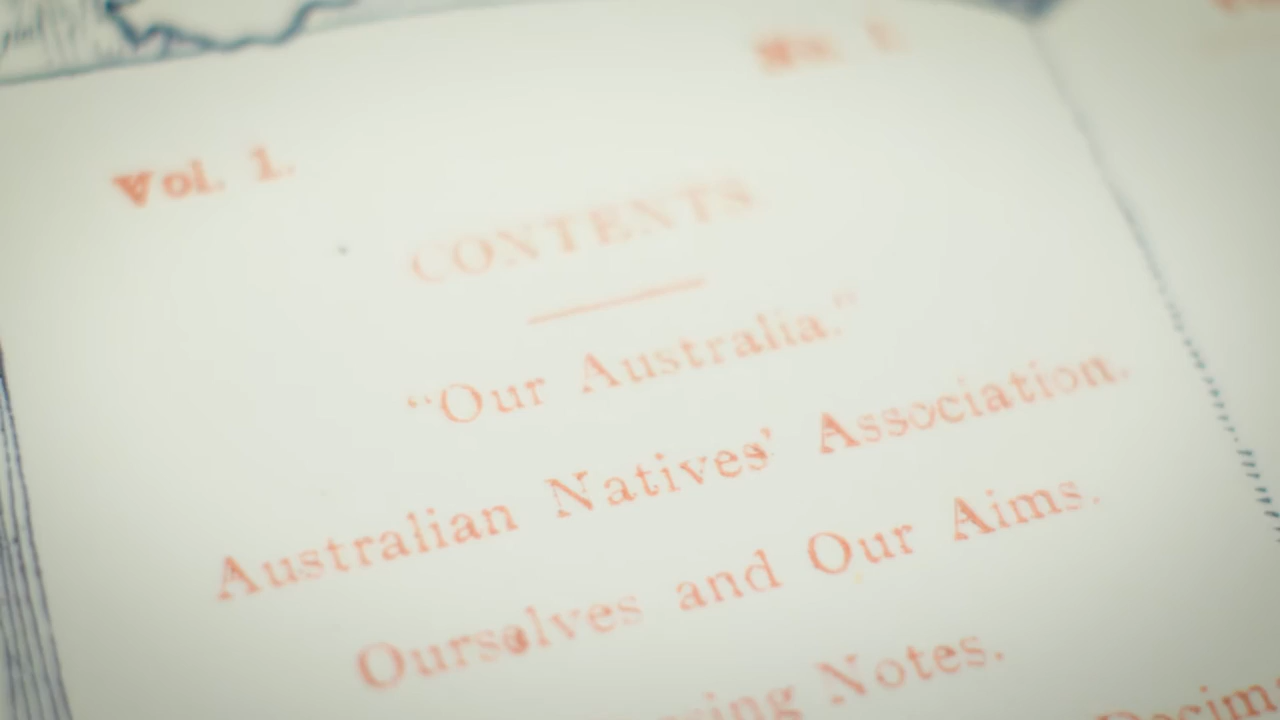 Vol. 1.
CONTENTS
“Our Australia.”
Australian Natives’ Association.
Ourselves and Our Aims.
Notes.